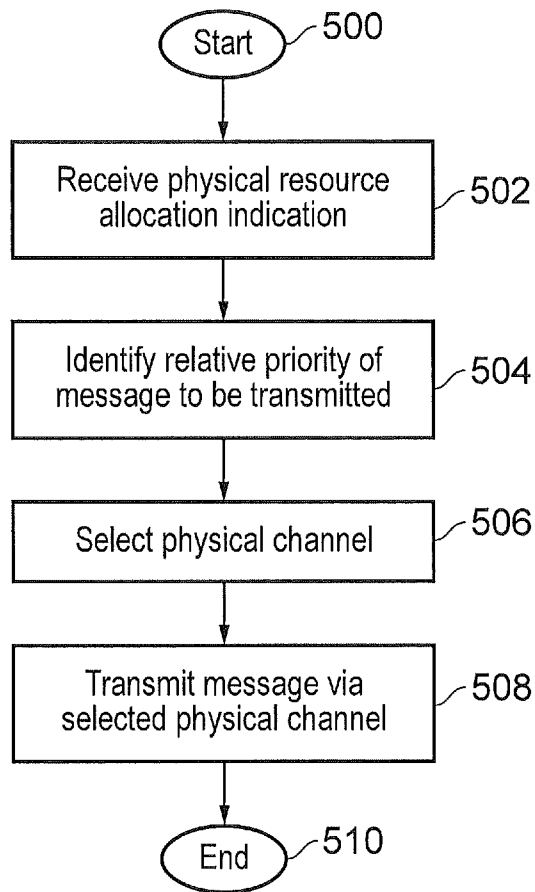 Start
500
Receive physical resource
allocation indication
502
Identify relative priority of
message to be transmitted
504
Select physical channel
506
Transmit message via
selected physical channel
508
End
510